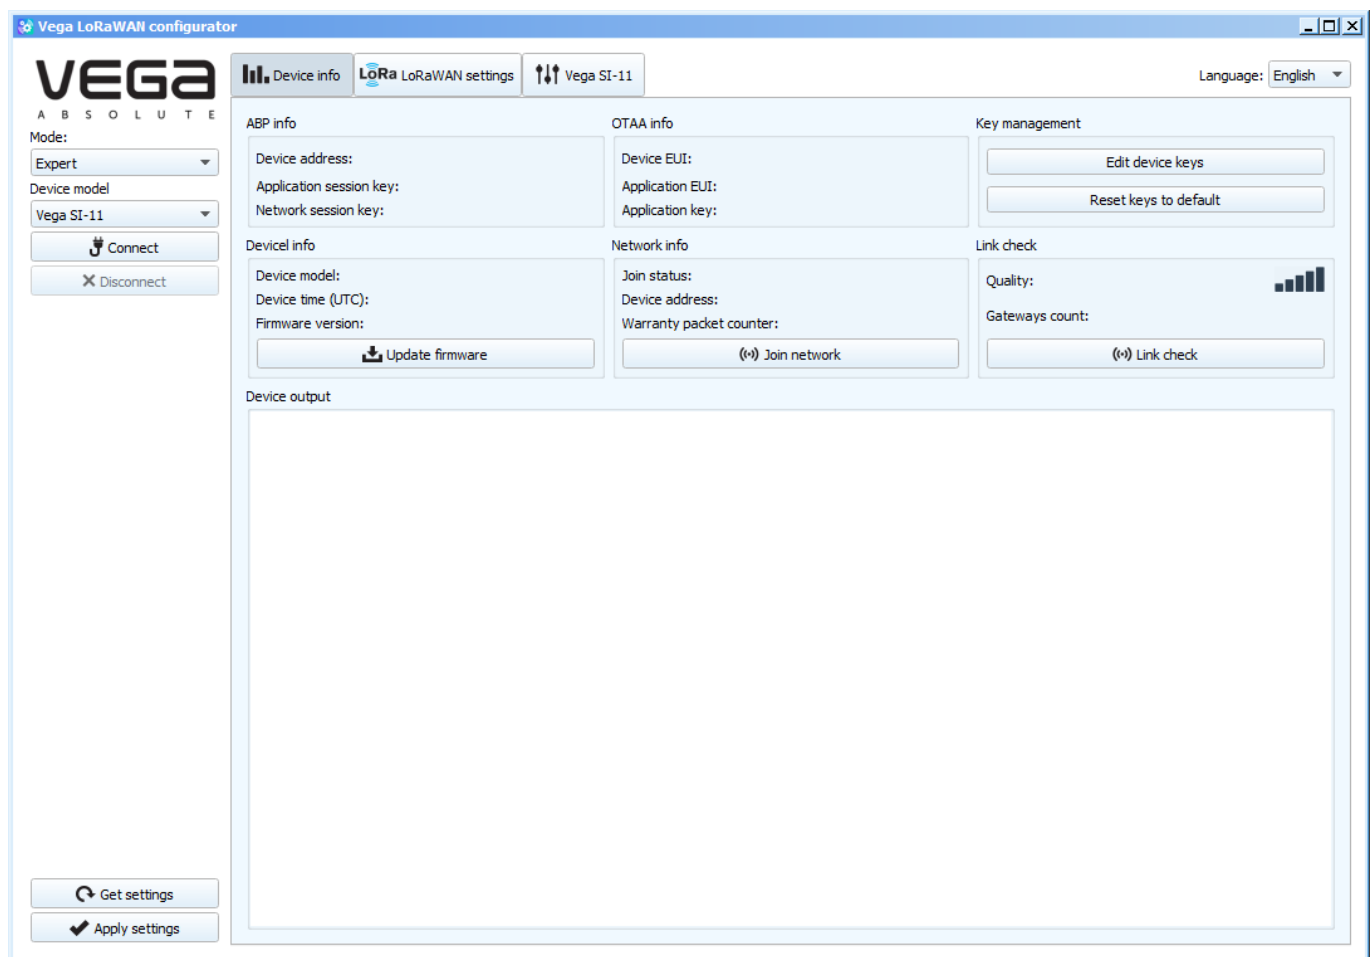 Vega LoRaWAN configurator
VEGA
ABSOLUTE
Mode:
Expert
Device model
Vega SI-11
Connect
Disconnect
Get settings
Apply settings
Device info
LoRa LoRaWAN settings
Vega SI-11
Language: English
ABP info
Device address:
Application session key:
Network session key:
OTAA info
Device EUI:
Application EUI:
Application key:
Key management
Edit device keys
Reset keys to default
Devicel info
Device model:
Device time (UTC):
Firmware version:
Update firmware
Network info
Join status:
Device address:
Warranty packet counter:
Join network
Link check
Quality:
Gateways count:
Link check
Device output